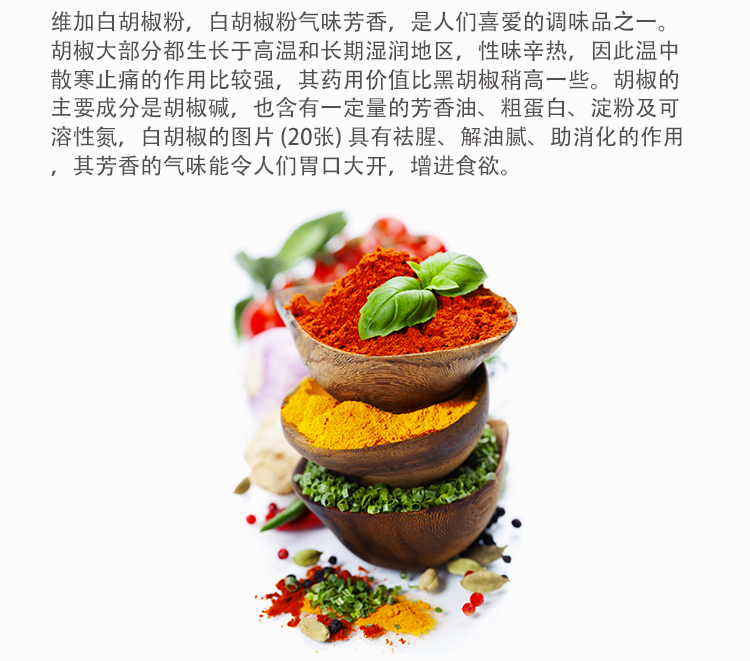 维加白胡椒粉，白胡椒粉气味芳香，是人们喜爱的调味品之一。
胡椒大部分都生长于高温和长期湿润地区，性味辛热，因此温中
散寒止痛的作用比较强，其药用价值比黑胡椒稍高一些。胡椒的
主要成分是胡椒碱，也含有一定量的芳香油、粗蛋白、淀粉及可
溶性氮，白胡椒的图片 (20张) 具有祛腥、解油腻、助消化的作用
，其芳香的气味能令人们胃口大开，增进食欲。